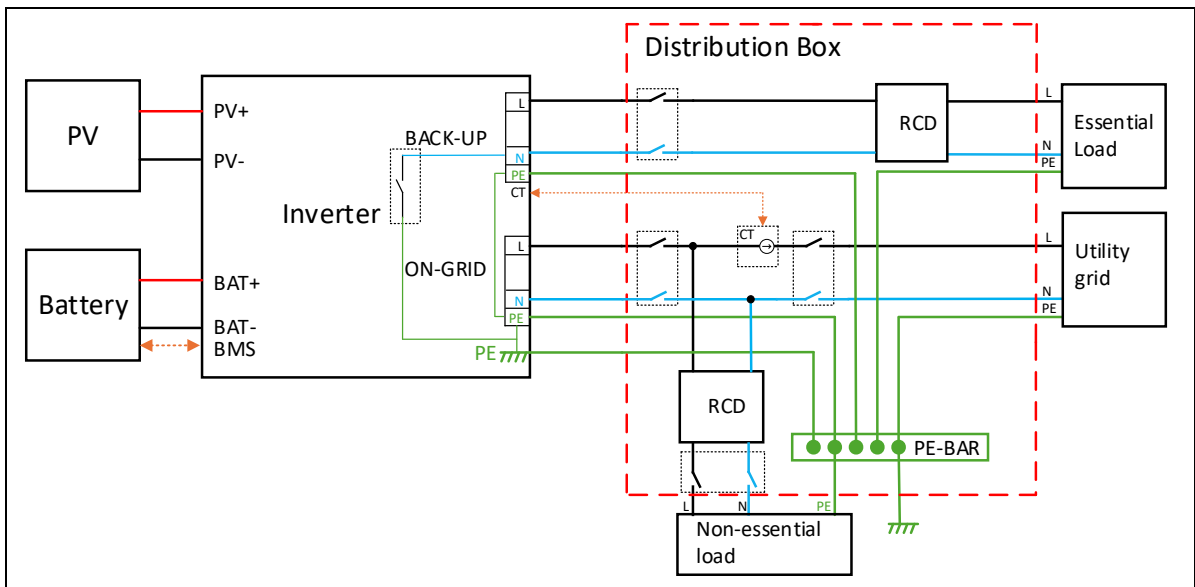 Distribution Box
PV
PV+
PV-
Inverter
BACK-UP
L
N
PE
CT
RCD
L
N
PE
Essential
Load
Battery
BAT+
BAT-
BMS
ON-GRID
L
N
PE
PE
CT
L
N
PE
Utility
grid
RCD
PE-BAR
L
N
PE
Non-essential
load